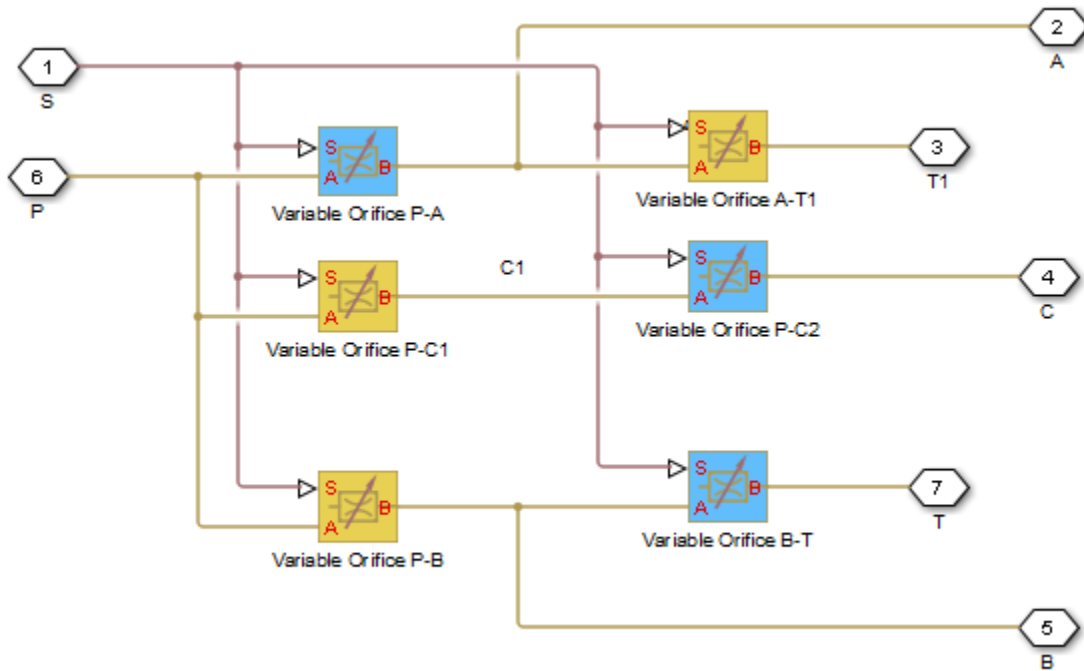 2
A
1
S
S
A
B
Variable Orifice P-A
S
A
B
Variable Orifice A-T1
3
T1
6
P
S
A
B
Variable Orifice P-C1
C1
S
A
B
Variable Orifice P-C2
4
C
S
A
B
Variable Orifice P-B
S
A
B
Variable Orifice B-T
7
T
5
B